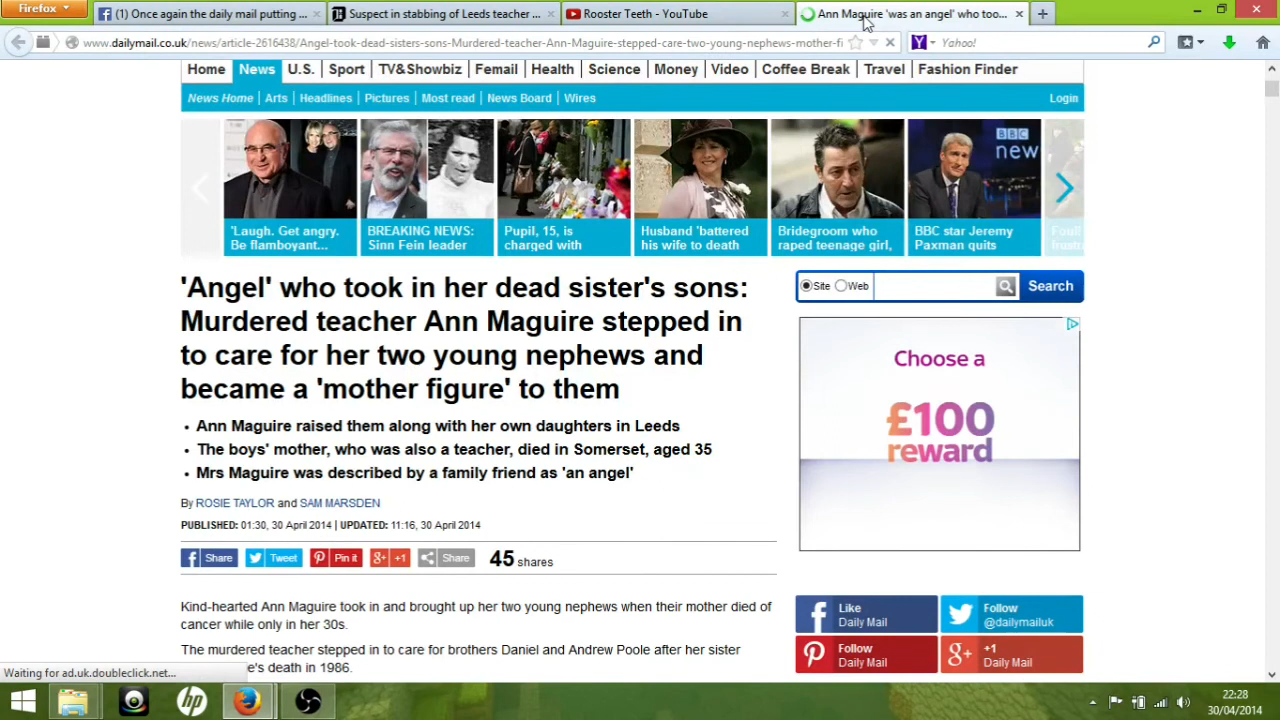 Firefox
(1) Once again the daily mail putting ...
Suspect in stabbing of Leeds teacher ...
Rooster Teeth - YouTube
Ann Maguire 'was an angel' who too...
www.dailymail.co.uk/news/article-2616438/Angel-took-dead-sisters-sons-Murdered-teacher-Ann-Maguire-stepped-care-two-young-nephews-mother-fi
Yahoo!
Home News U.S. Sport TV&Showbiz Femail Health Science Money Video Coffee Break Travel Fashion Finder
News Home Arts Headlines Pictures Most read News Board Wires Login
BBC
new
'Laugh. Get angry.
Be flamboyant...
BREAKING NEWS:
Sinn Fein leader
Pupil, 15, is
charged with
Husband 'battered
his wife to death
Bridegroom who
raped teenage girl,
BBC star Jeremy
Paxman quits
'Angel' who took in her dead sister's sons:
Murdered teacher Ann Maguire stepped in
to care for her two young nephews and
became a 'mother figure' to them
• Ann Maguire raised them along with her own daughters in Leeds
• The boys' mother, who was also a teacher, died in Somerset, aged 35
• Mrs Maguire was described by a family friend as 'an angel'
By ROSIE TAYLOR and SAM MARSDEN
PUBLISHED: 01:30, 30 April 2014 | UPDATED: 11:16, 30 April 2014
Share Tweet Pin it +1 Share 45 shares
Kind-hearted Ann Maguire took in and brought up her two young nephews when their mother died of
cancer while only in her 30s.
The murdered teacher stepped in to care for brothers Daniel and Andrew Poole after her sister
e's death in 1986.
Site Web Search
Choose a
£100
reward
Like
Daily Mail
Follow
@dailymailuk
Follow
Daily Mail
+1
Daily Mail
Waiting for ad.uk.doubleclick.net...
22:28
30/04/2014